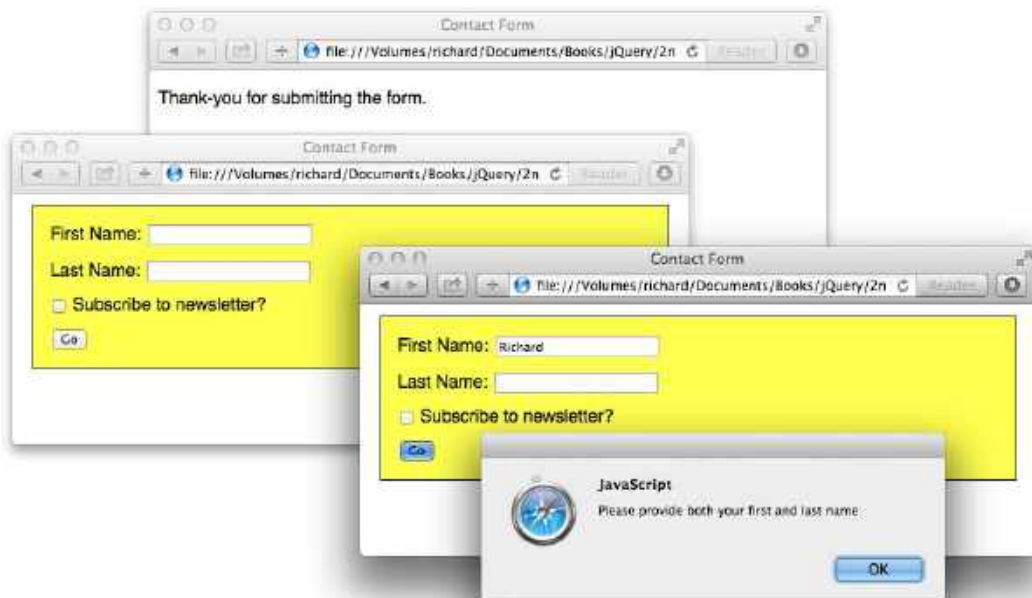 Contact Form
file:///Volumes/richard/Documents/Books/jQuery/2n
Reader
Thank-you for submitting the form.
Contact Form
file:///Volumes/richard/Documents/Books/jQuery/2n
Reader
First Name:
Last Name:
Subscribe to newsletter?
Go
Contact Form
file:///Volumes/richard/Documents/Books/jQuery/2n
Reader
First Name: Richard
Last Name:
Subscribe to newsletter?
Go
JavaScript
Please provide both your first and last name
OK